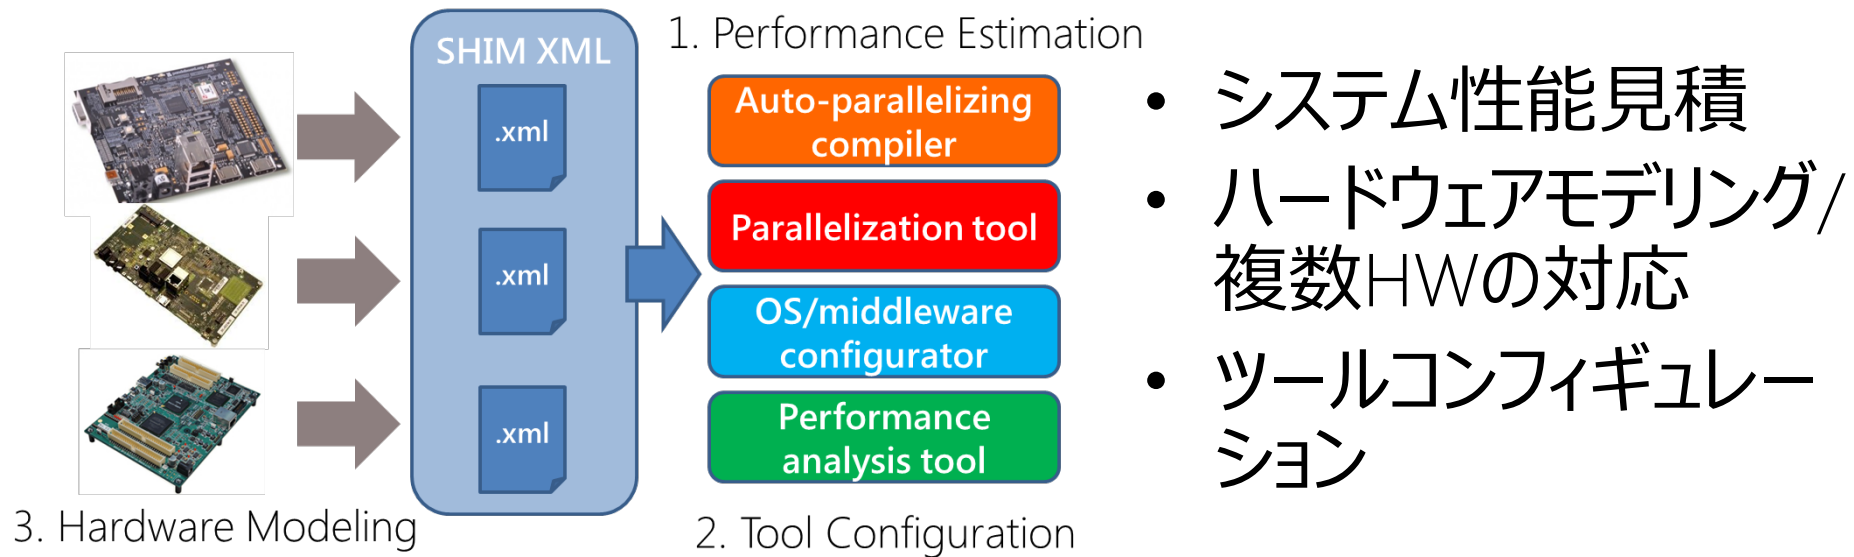 SHIM XML
.xml
.xml
.xml
3. Hardware Modeling
1. Performance Estimation
Auto-parallelizing
compiler
Parallelization tool
OS/middleware
configurator
Performance
analysis tool
2. Tool Configuration
• システム性能見積
• ハードウェアモデリング/
複数HWの対応
• ツールコンフィギュレー
ション